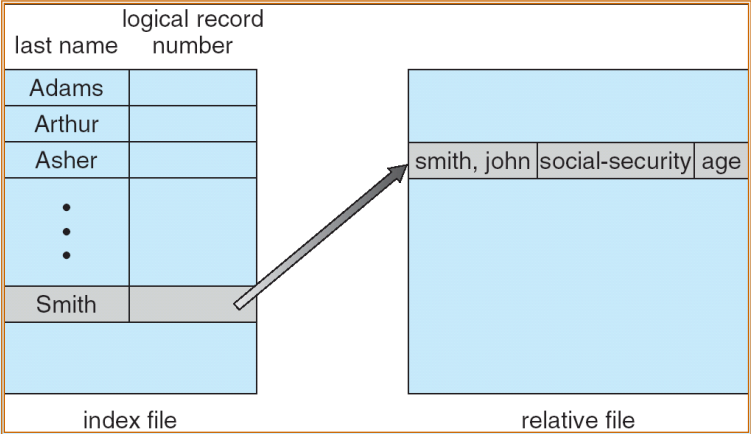 logical record
last name number
Adams
Arthur
Asher
smith, john social-security age
Smith
index file
relative file